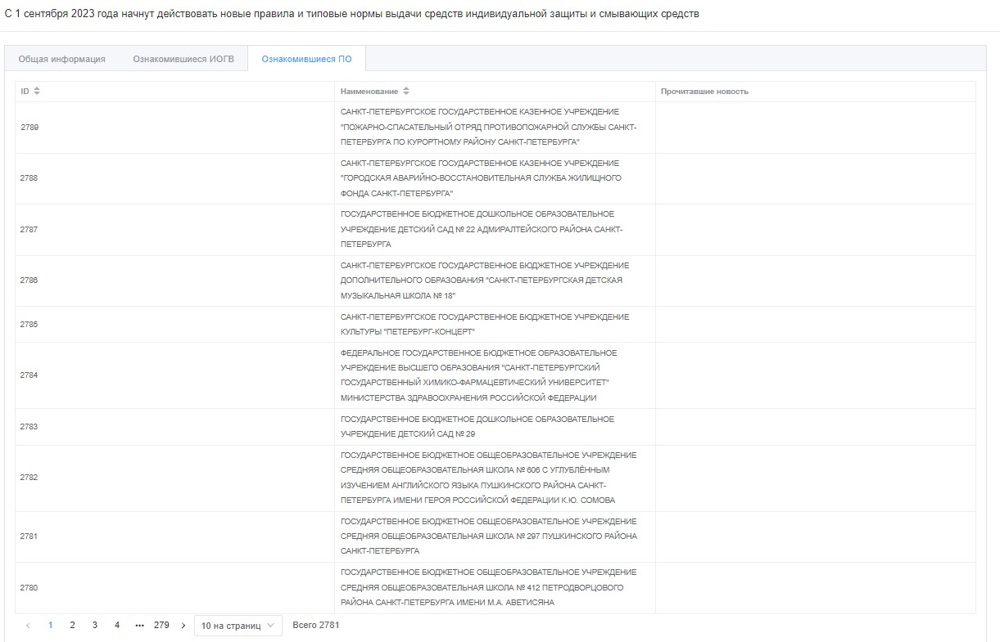 С 1 сентября 2023 года начнут действовать новые правила и типовые нормы выдачи средств индивидуальной защиты и смывающих средств
Общая информация Ознакомившиеся ИОГВ Ознакомившиеся ПО
ID Наименование Прочитавшие новость
2789
САНКТ-ПЕТЕРБУРГСКОЕ ГОСУДАРСТВЕННОЕ КАЗЕННОЕ УЧРЕЖДЕНИЕ
"ПОЖАРНО-СПАСАТЕЛЬНЫЙ ОТРЯД ПРОТИВОПОЖАРНОЙ СЛУЖБЫ САНКТ-
ПЕТЕРБУРГА ПО КУРОРТНОМУ РАЙОНУ САНКТ-ПЕТЕРБУРГА"
2788
САНКТ-ПЕТЕРБУРГСКОЕ ГОСУДАРСТВЕННОЕ КАЗЕННОЕ УЧРЕЖДЕНИЕ
"ГОРОДСКАЯ АВАРИЙНО-ВОССТАНОВИТЕЛЬНАЯ СЛУЖБА ЖИЛИЩНОГО
ФОНДА САНКТ-ПЕТЕРБУРГА"
2787
ГОСУДАРСТВЕННОЕ БЮДЖЕТНОЕ ДОШКОЛЬНОЕ ОБРАЗОВАТЕЛЬНОЕ
УЧРЕЖДЕНИЕ ДЕТСКИЙ САД № 22 АДМИРАЛТЕЙСКОГО РАЙОНА САНКТ-
ПЕТЕРБУРГА
2786
САНКТ-ПЕТЕРБУРГСКОЕ ГОСУДАРСТВЕННОЕ БЮДЖЕТНОЕ УЧРЕЖДЕНИЕ
ДОПОЛНИТЕЛЬНОГО ОБРАЗОВАНИЯ "САНКТ-ПЕТЕРБУРГСКАЯ ДЕТСКАЯ
МУЗЫКАЛЬНАЯ ШКОЛА № 18"
2785
САНКТ-ПЕТЕРБУРГСКОЕ ГОСУДАРСТВЕННОЕ БЮДЖЕТНОЕ УЧРЕЖДЕНИЕ
КУЛЬТУРЫ "ПЕТЕРБУРГ-КОНЦЕРТ"
2784
ФЕДЕРАЛЬНОЕ ГОСУДАРСТВЕННОЕ БЮДЖЕТНОЕ ОБРАЗОВАТЕЛЬНОЕ
УЧРЕЖДЕНИЕ ВЫСШЕГО ОБРАЗОВАНИЯ "САНКТ-ПЕТЕРБУРГСКИЙ
ГОСУДАРСТВЕННЫЙ ХИМИКО-ФАРМАЦЕВТИЧЕСКИЙ УНИВЕРСИТЕТ"
МИНИСТЕРСТВА ЗДРАВООХРАНЕНИЯ РОССИЙСКОЙ ФЕДЕРАЦИИ
2783
ГОСУДАРСТВЕННОЕ БЮДЖЕТНОЕ ДОШКОЛЬНОЕ ОБРАЗОВАТЕЛЬНОЕ
УЧРЕЖДЕНИЕ ДЕТСКИЙ САД № 29
2782
ГОСУДАРСТВЕННОЕ БЮДЖЕТНОЕ ОБЩЕОБРАЗОВАТЕЛЬНОЕ УЧРЕЖДЕНИЕ
СРЕДНЯЯ ОБЩЕОБРАЗОВАТЕЛЬНАЯ ШКОЛА № 606 С УГЛУБЛЁННЫМ
ИЗУЧЕНИЕМ АНГЛИЙСКОГО ЯЗЫКА ПУШКИНСКОГО РАЙОНА САНКТ-
ПЕТЕРБУРГА ИМЕНИ ГЕРОЯ РОССИЙСКОЙ ФЕДЕРАЦИИ К.Ю. СОМОВА
2781
ГОСУДАРСТВЕННОЕ БЮДЖЕТНОЕ ОБЩЕОБРАЗОВАТЕЛЬНОЕ УЧРЕЖДЕНИЕ
СРЕДНЯЯ ОБЩЕОБРАЗОВАТЕЛЬНАЯ ШКОЛА № 297 ПУШКИНСКОГО РАЙОНА
САНКТ-ПЕТЕРБУРГА
2780
ГОСУДАРСТВЕННОЕ БЮДЖЕТНОЕ ОБЩЕОБРАЗОВАТЕЛЬНОЕ УЧРЕЖДЕНИЕ
СРЕДНЯЯ ОБЩЕОБРАЗОВАТЕЛЬНАЯ ШКОЛА № 412 ПЕТРОДВОРЦОВОГО
РАЙОНА САНКТ-ПЕТЕРБУРГА ИМЕНИ М.А. АВЕТИСЯНА
‹ 1 2 3 4 ••• 279 › 10 на страниц Всего 2781